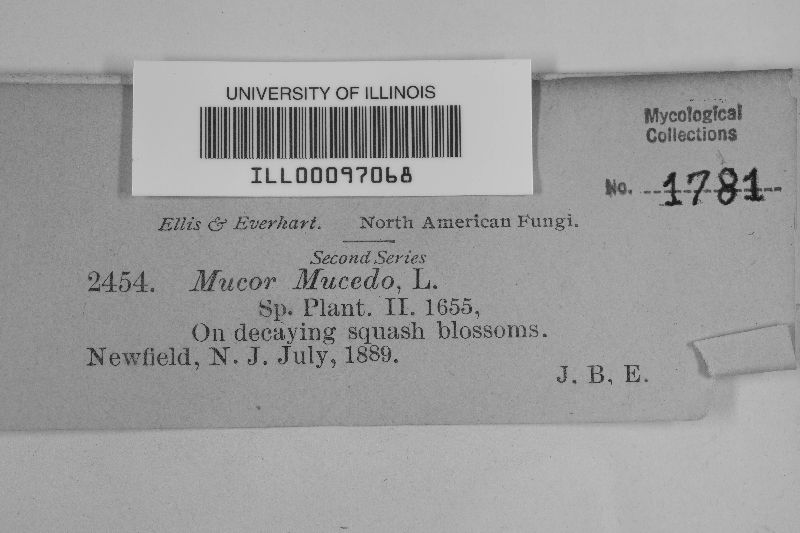 UNIVERSITY OF ILLINOIS
ILL00097068
Mycological
Collections
No. 1781
Ellis & Everhart. North American Fungi.
Second Series
2454. Mucor Mucedo, L.
Sp. Plant. II. 1655,
On decaying squash blossoms.
Newfield, N. J. July, 1889.
J. B. E.